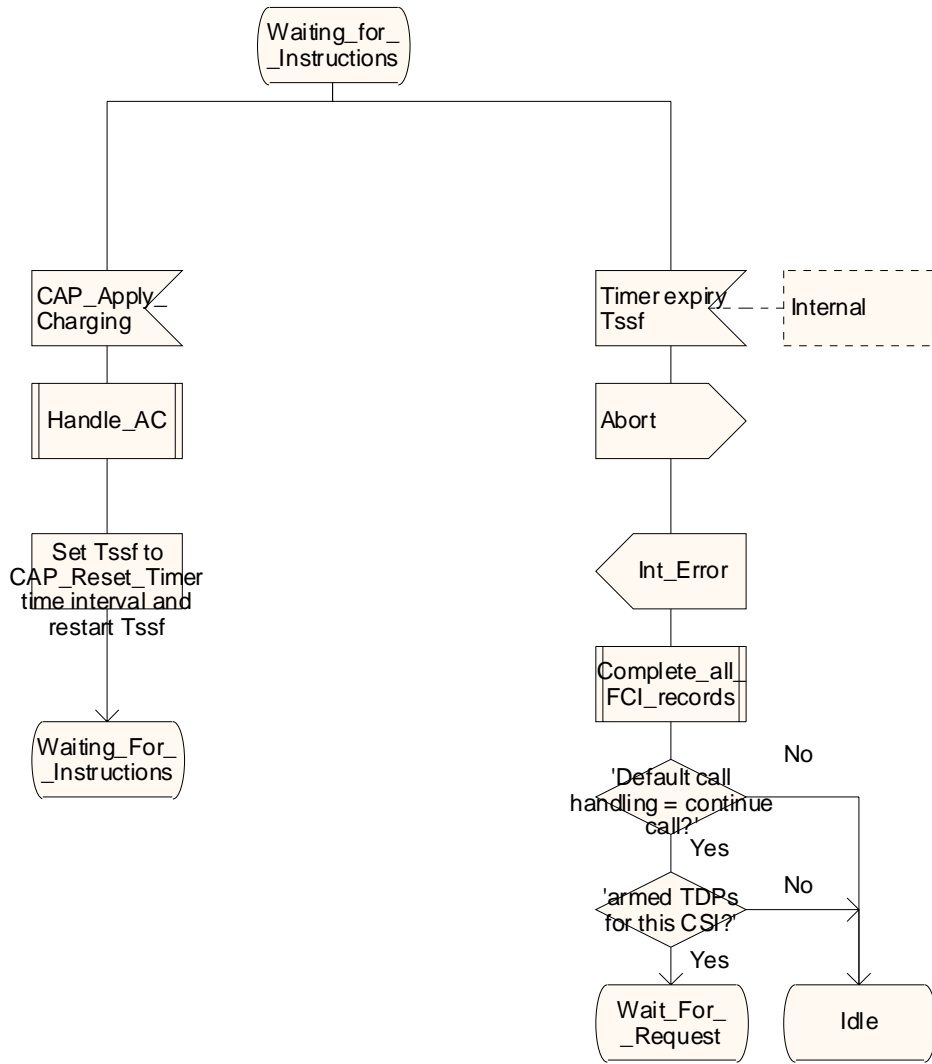 Waiting_for_
_Instructions
CAP_Apply_
Charging
Timer expiry
Tssf
Internal
Handle_AC
Abort
Set Tssf to
CAP_Reset_Timer
time interval and
restart Tssf
Int_Error
Complete_all_
FCI_records
Waiting_For_
_Instructions
No
'Default call
handling = continue
call?'
Yes
'armed TDPs
for this CSI?'
No
Yes
Wait_For_
_Request
Idle